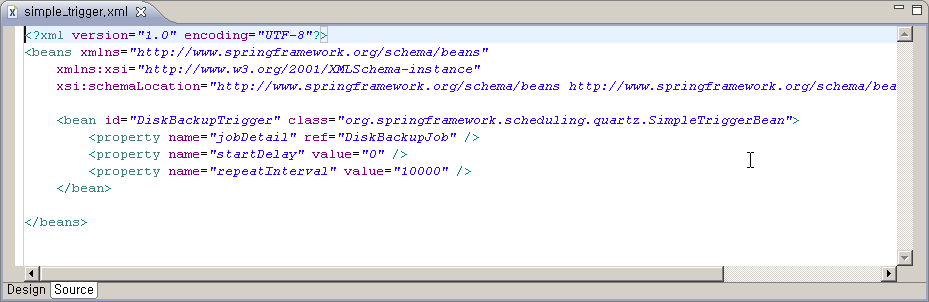 simple_trigger.xml
<?xml version="1.0" encoding="UTF-8"?>
<beans xmlns="http://www.springframework.org/schema/beans"
    xmlns:xsi="http://www.w3.org/2001/XMLSchema-instance"
    xsi:schemaLocation="http://www.springframework.org/schema/beans http://www.springframework.org/schema/bea

    <bean id="DiskBackupTrigger" class="org.springframework.scheduling.quartz.SimpleTriggerBean">
        <property name="jobDetail" ref="DiskBackupJob" />
        <property name="startDelay" value="0" />
        <property name="repeatInterval" value="10000" />
    </bean>

</beans>
Design Source